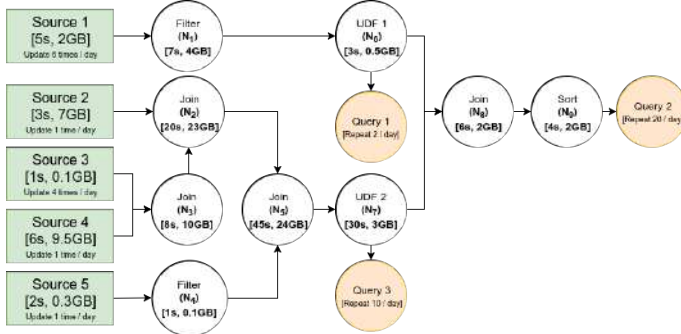 Source 1
[5s, 2GB]
Update 6 times / day
Filter
(N1)
[7s, 4GB]
UDF 1
(N6)
[3s, 0.5GB]
Query 1
[Repeat 2 / day]
Source 2
[3s, 7GB]
Update 1 time / day
Join
(N2)
[20s, 23GB]
Source 3
[1s, 0.1GB]
Update 4 times / day
Source 4
[6s, 9.5GB]
Update 1 time / day
Join
(N3)
[8s, 10GB]
Source 5
[2s, 0.3GB]
Update 1 time / day
Filter
(N4)
[1s, 0.1GB]
Join
(N5)
[45s, 24GB]
UDF 2
(N7)
[30s, 3GB]
Query 3
[Repeat 10 / day]
Join
(N8)
[6s, 2GB]
Sort
(N9)
[4s, 2GB]
Query 2
[Repeat 20 / day]